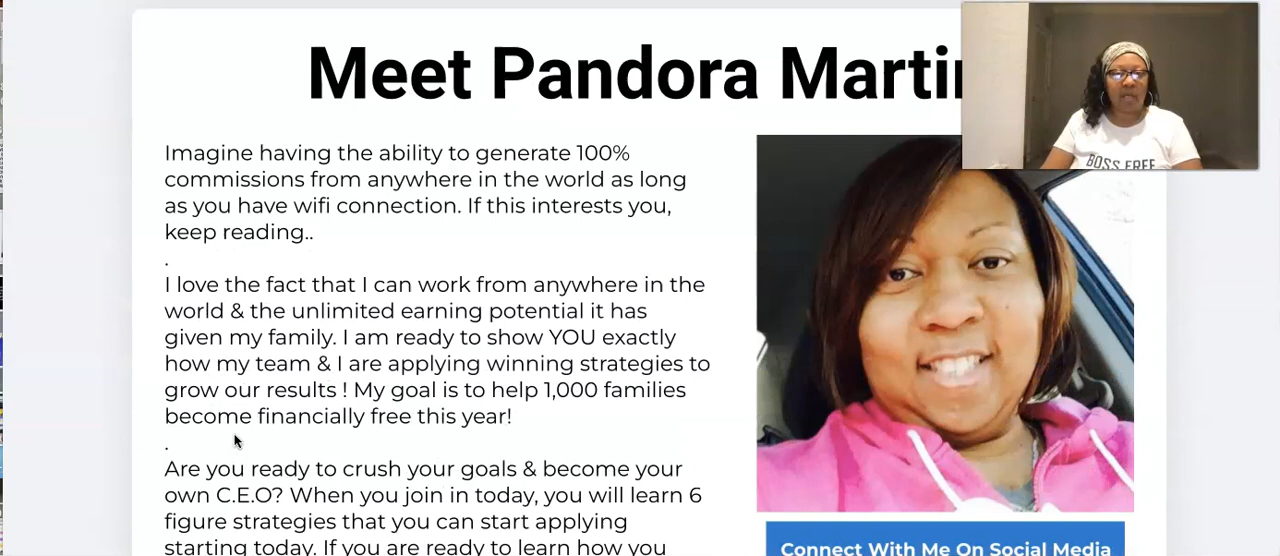 Meet Pandora
Imagine having the ability to generate 100%
commissions from anywhere in the world as long
as you have wifi connection. If this interests you,
keep reading..
.
I love the fact that I can work from anywhere in the
world & the unlimited earning potential it has
given my family. I am ready to show YOU exactly
how my team & I are applying winning strategies to
grow our results ! My goal is to help 1,000 families
become financially free this year!
.
Are you ready to crush your goals & become your
own C.E.O? When you join in today, you will learn 6
figure strategies that you can start applying
starting today. If you are ready to learn how you
BOSS FREE
Connect With Me On Social Media